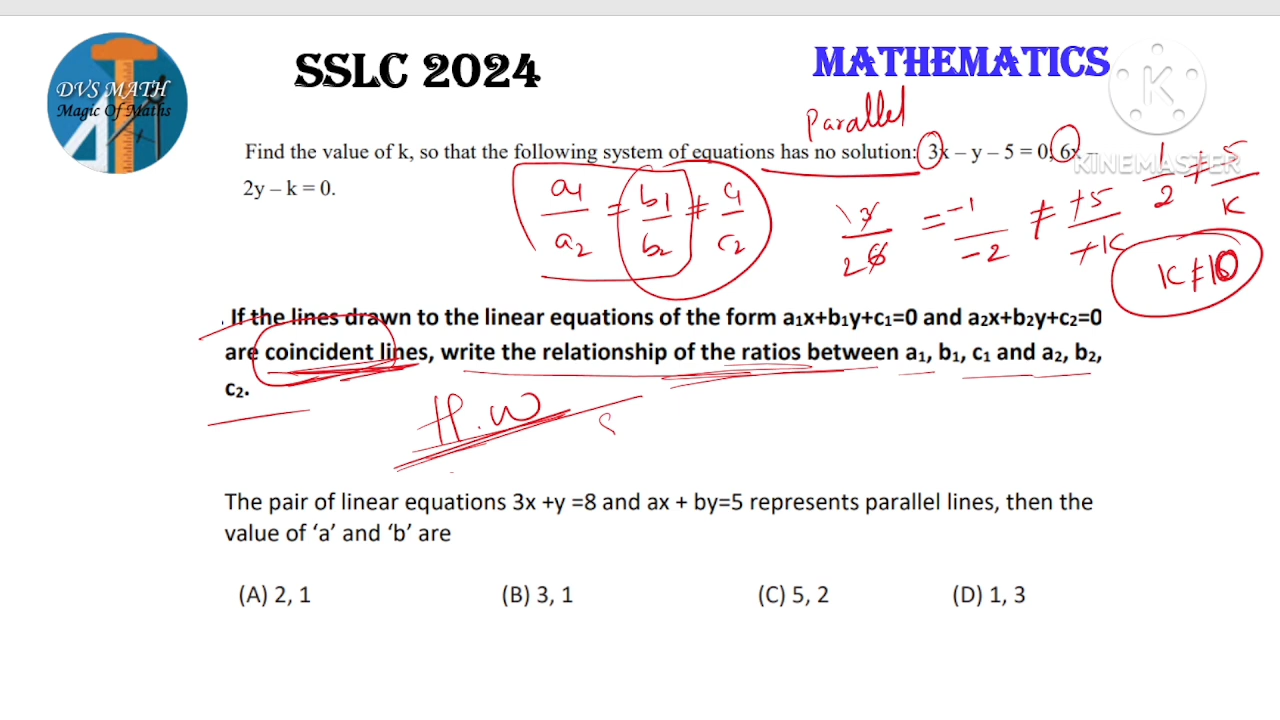 DVS MATH
Magic Of Maths
SSLC 2024
MATHEMATICS
K
KINEMASTER
Parallel
Find the value of k, so that the following system of equations has no solution: 3x – y – 5 = 0, 6x –
2y – k = 0.
a1/a2 = b1/b2 ≠ c1/c2
3/6 = -1/-2 ≠ +5/+k
1/2 ≠ 5/k
k ≠ 10
. If the lines drawn to the linear equations of the form a₁x+b₁y+c₁=0 and a₂x+b₂y+c₂=0
are coincident lines, write the relationship of the ratios between a₁, b₁, c₁ and a₂, b₂,
c₂.
H.W
The pair of linear equations 3x +y =8 and ax + by=5 represents parallel lines, then the
value of ‘a’ and ‘b’ are
(A) 2, 1 (B) 3, 1 (C) 5, 2 (D) 1, 3